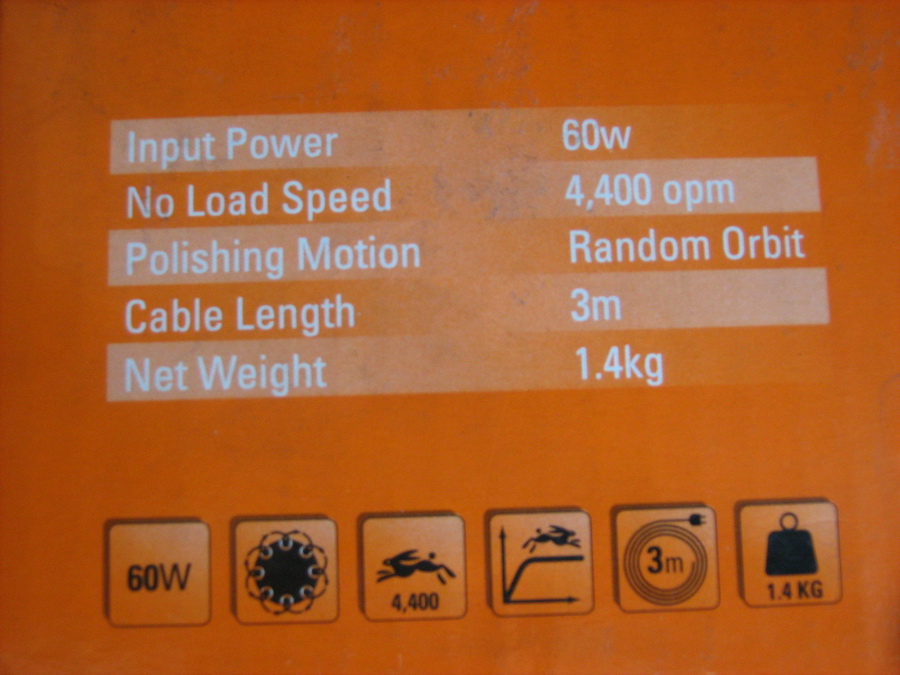 Input Power 60w
No Load Speed 4,400 opm
Polishing Motion Random Orbit
Cable Length 3m
Net Weight 1.4kg
60W 4,400 3m 1.4 KG